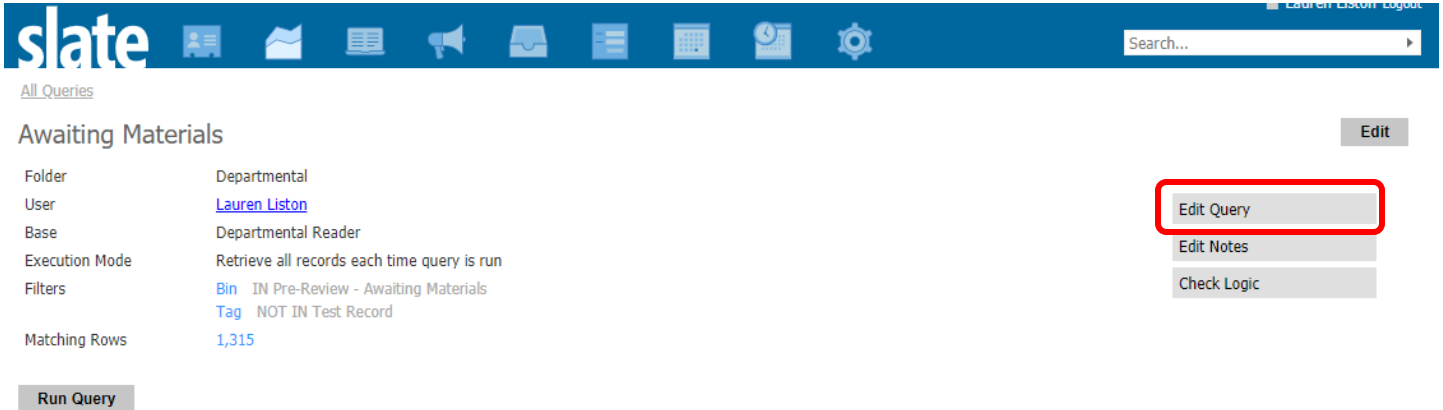 Lauren Liston Logout
slate
Search...
All Queries
Awaiting Materials
Edit
Folder Departmental
User Lauren Liston
Edit Query
Base Departmental Reader
Edit Notes
Execution Mode Retrieve all records each time query is run
Check Logic
Filters Bin IN Pre-Review - Awaiting Materials
Tag NOT IN Test Record
Matching Rows 1,315
Run Query